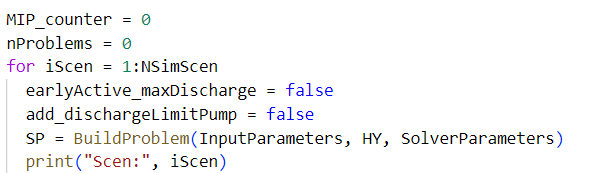 MIP_counter = 0
nProblems = 0
for iScen = 1:NSimScen
earlyActive_maxDischarge = false
add_dischargeLimitPump = false
SP = BuildProblem(InputParameters, HY, SolverParameters)
print("Scen:", iScen)